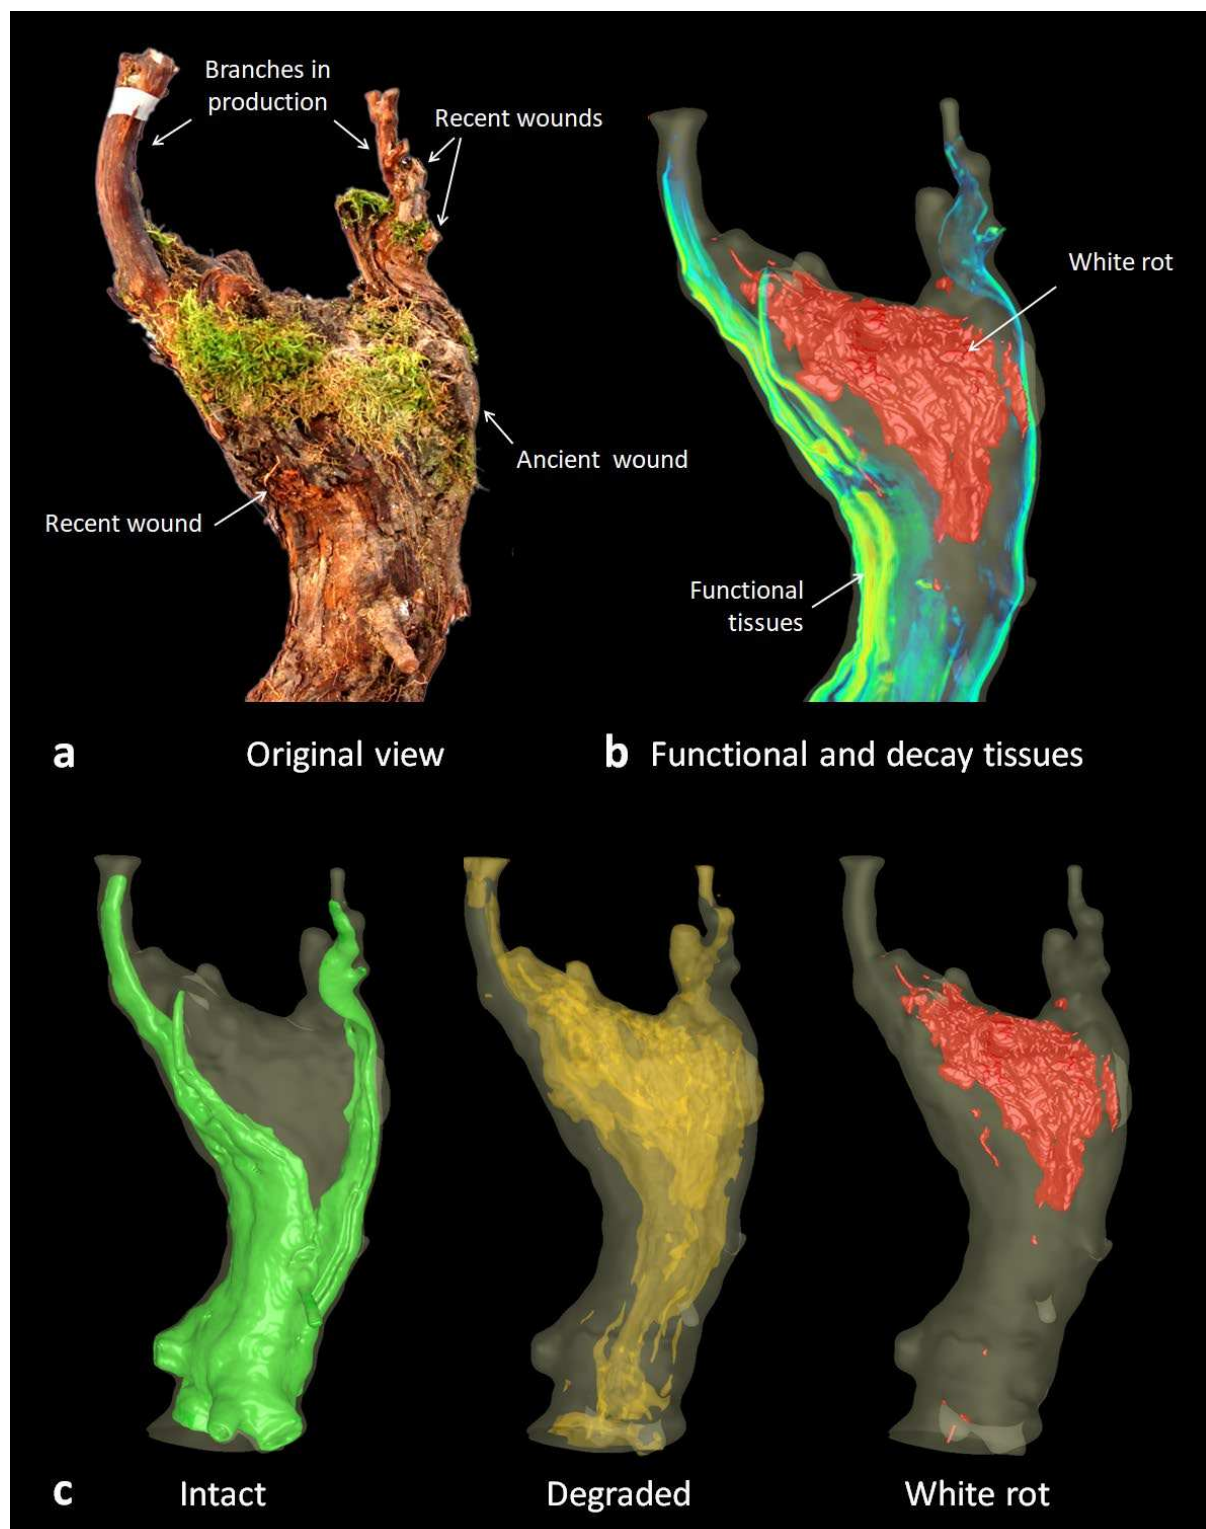 Branches in
production
Recent wounds
Ancient wound
Recent wound
White rot
Functional
tissues
a Original view
b Functional and decay tissues
c Intact
Degraded
White rot